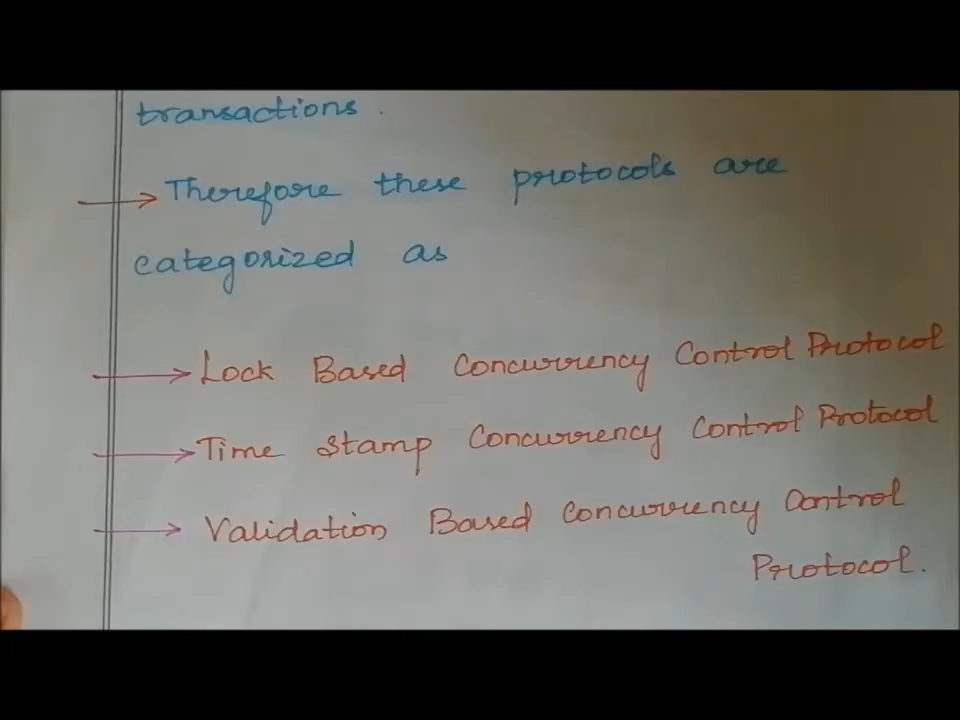 transactions.
Therefore these protocols are
categorized as
Lock Based Concurrency Control Protocol
Time Stamp Concurrency Control Protocol
Validation Based Concurrency Control
Protocol.